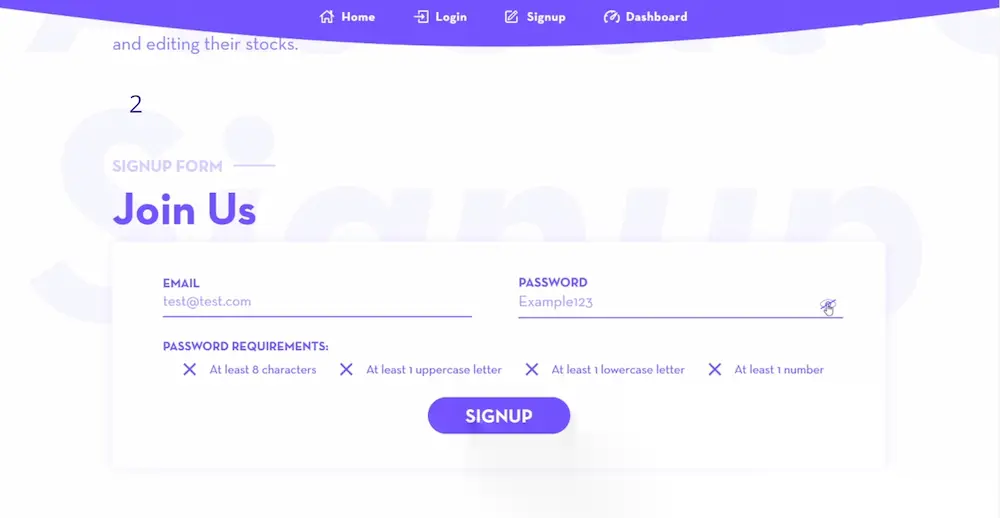 Home Login Signup Dashboard
and editing their stocks.
2
Signup
SIGNUP FORM
Join Us
EMAIL PASSWORD
test@test.com Example123
PASSWORD REQUIREMENTS:
At least 8 characters At least 1 uppercase letter At least 1 lowercase letter At least 1 number
SIGNUP